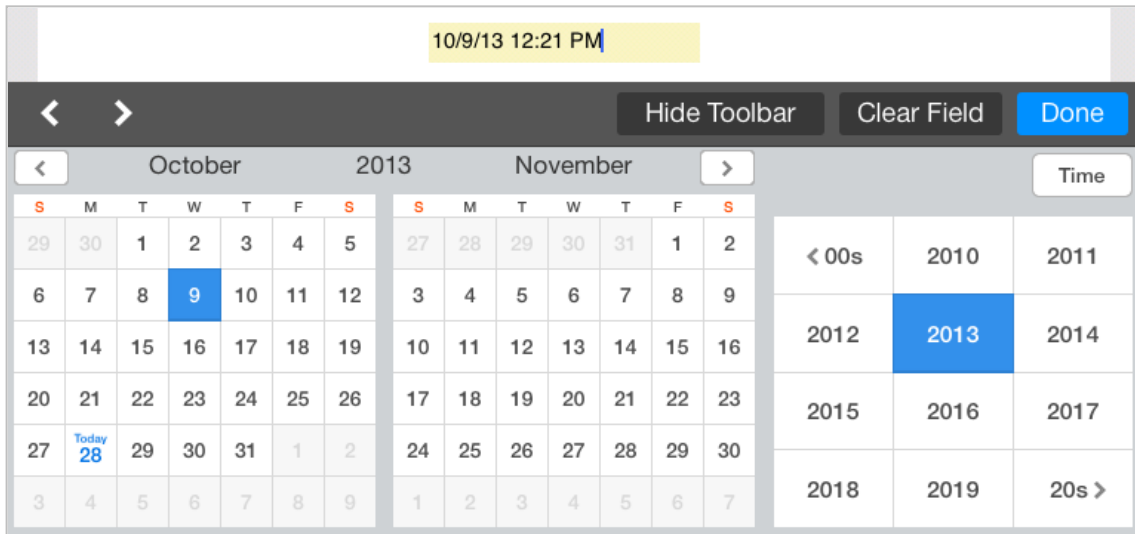 10/9/13 12:21 PM
Hide Toolbar Clear Field Done
October 2013 November
Time
S M T W T F S
29 30 1 2 3 4 5
6 7 8 9 10 11 12
13 14 15 16 17 18 19
20 21 22 23 24 25 26
27 Today 28 29 30 31 1 2
3 4 5 6 7 8 9
S M T W T F S
27 28 29 30 31 1 2
3 4 5 6 7 8 9
10 11 12 13 14 15 16
17 18 19 20 21 22 23
24 25 26 27 28 29 30
1 2 3 4 5 6 7
< 00s 2010 2011
2012 2013 2014
2015 2016 2017
2018 2019 20s >